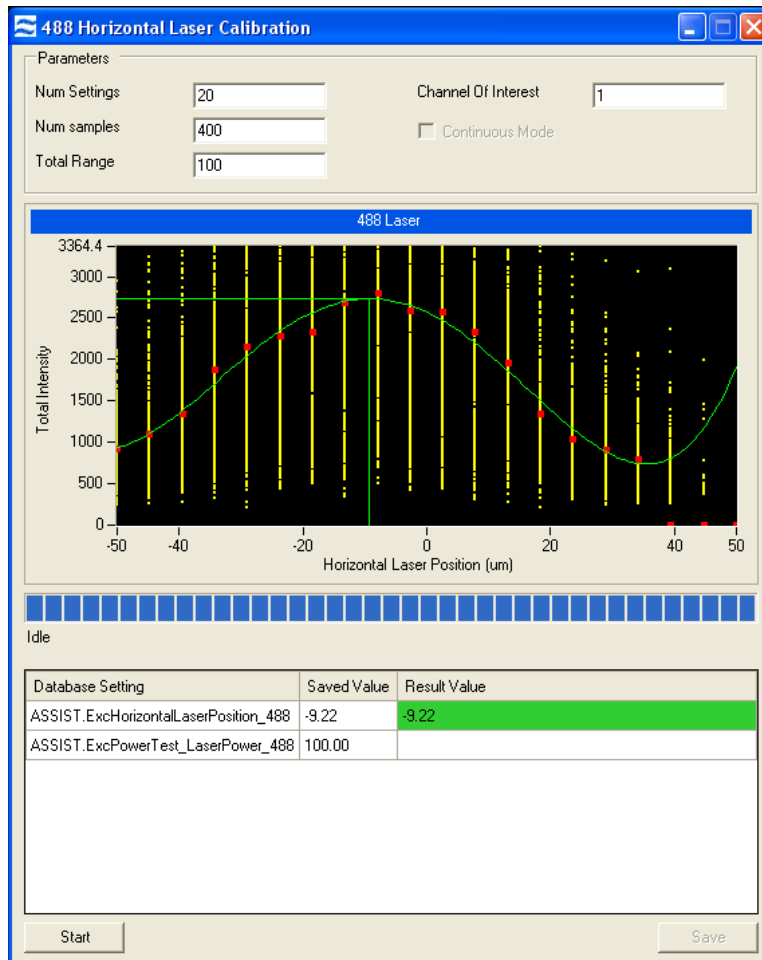 488 Horizontal Laser Calibration
Parameters
Num Settings 20 Channel Of Interest 1
Num samples 400 Continuous Mode
Total Range 100
488 Laser
3364.4
3000
2500
2000
1500
1000
500
0
Total Intensity
-50 -40 -20 0 20 40 50
Horizontal Laser Position (um)
Idle
Database Setting Saved Value Result Value
ASSIST.ExcHorizontalLaserPosition_488 -9.22 -9.22
ASSIST.ExcPowerTest_LaserPower_488 100.00
Start Save